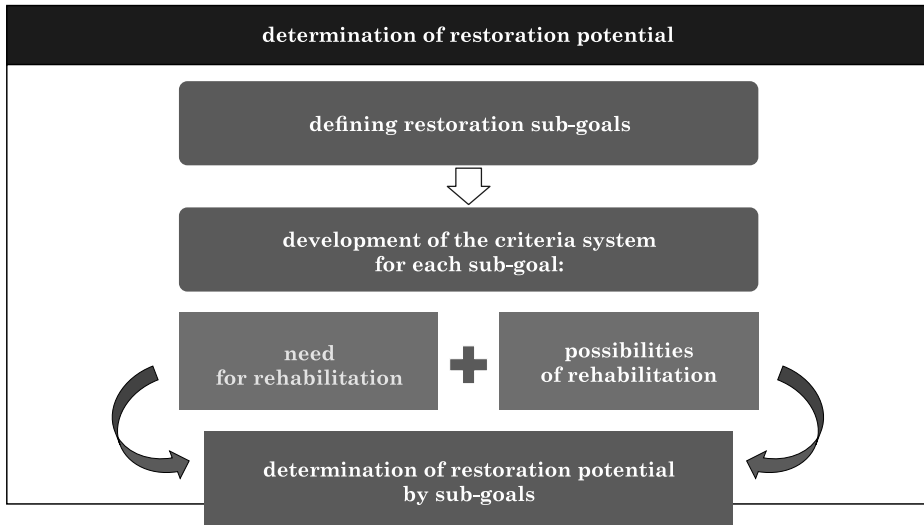 determination of restoration potential
defining restoration sub-goals
development of the criteria system
for each sub-goal:
need
for rehabilitation
possibilities
of rehabilitation
determination of restoration potential
by sub-goals